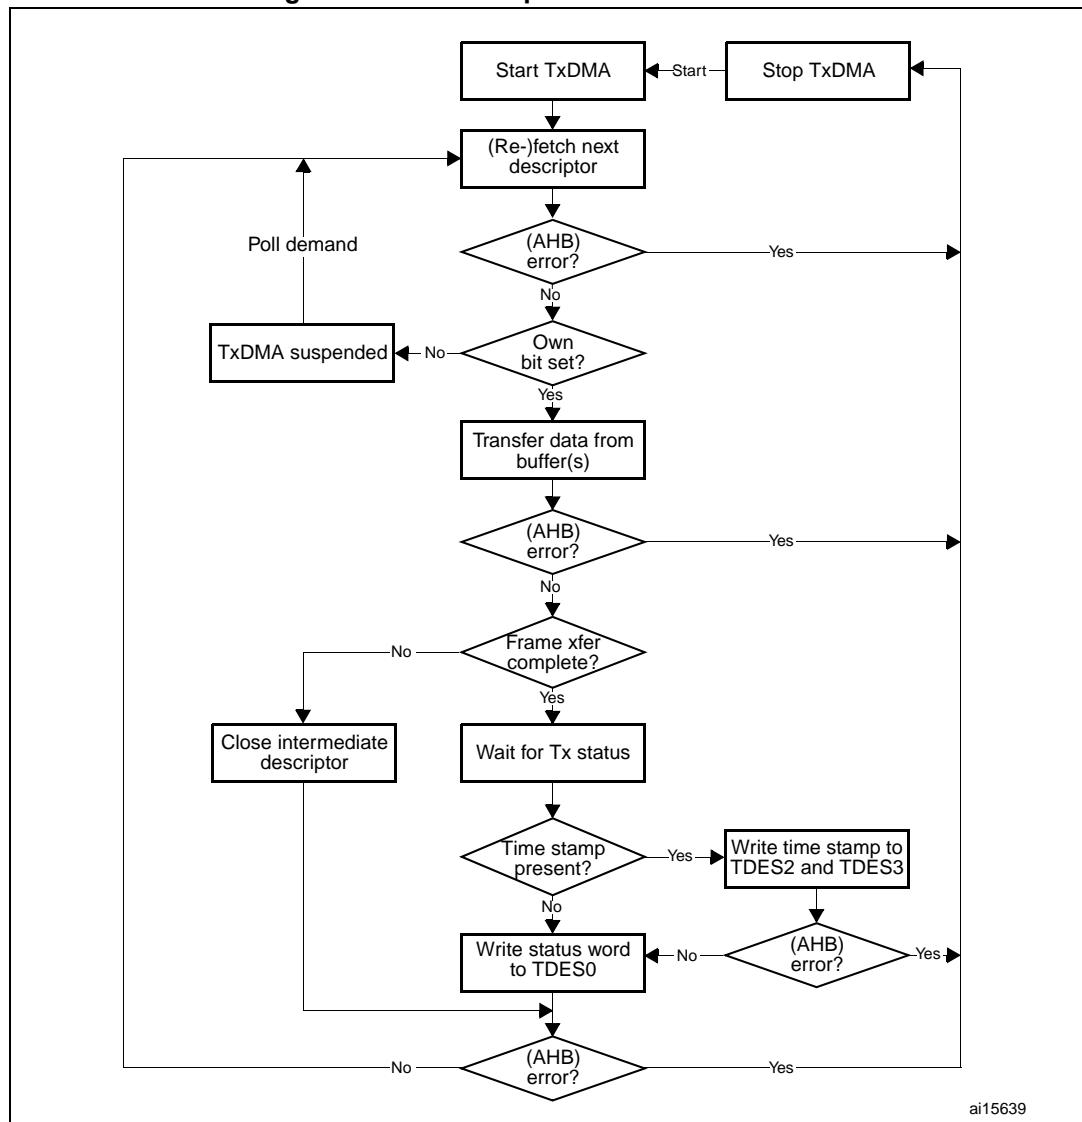 Start TxDMA
Start
Stop TxDMA
(Re-)fetch next
descriptor
Poll demand
(AHB)
error?
Yes
No
TxDMA suspended
No
Own
bit set?
Yes
Transfer data from
buffer(s)
(AHB)
error?
Yes
No
No
Frame xfer
complete?
Yes
Close intermediate
descriptor
Wait for Tx status
Time stamp
present?
Yes
Write time stamp to
TDES2 and TDES3
No
Write status word
to TDES0
No
(AHB)
error?
Yes
No
(AHB)
error?
Yes
ai15639